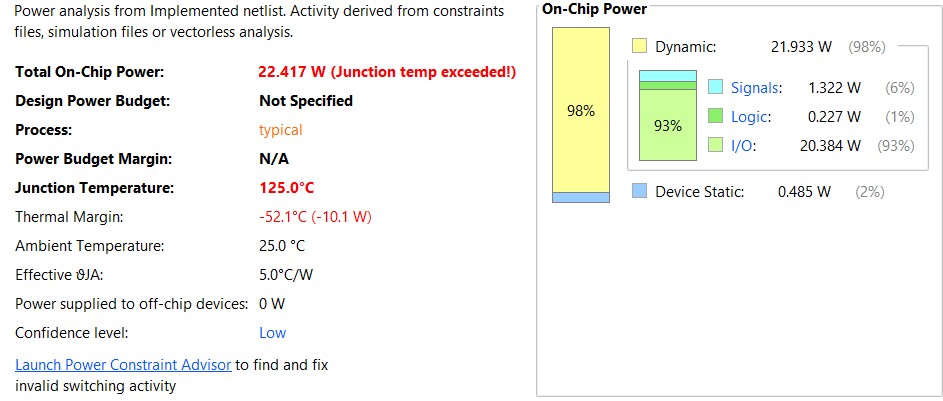 Power analysis from Implemented netlist. Activity derived from constraints
files, simulation files or vectorless analysis.
Total On-Chip Power: 22.417 W (Junction temp exceeded!)
Design Power Budget: Not Specified
Process: typical
Power Budget Margin: N/A
Junction Temperature: 125.0°C
Thermal Margin: -52.1°C (-10.1 W)
Ambient Temperature: 25.0 °C
Effective ϑJA: 5.0°C/W
Power supplied to off-chip devices: 0 W
Confidence level: Low
Launch Power Constraint Advisor to find and fix
invalid switching activity
On-Chip Power
98%
Dynamic: 21.933 W (98%)
93%
Signals: 1.322 W (6%)
Logic: 0.227 W (1%)
I/O: 20.384 W (93%)
Device Static: 0.485 W (2%)